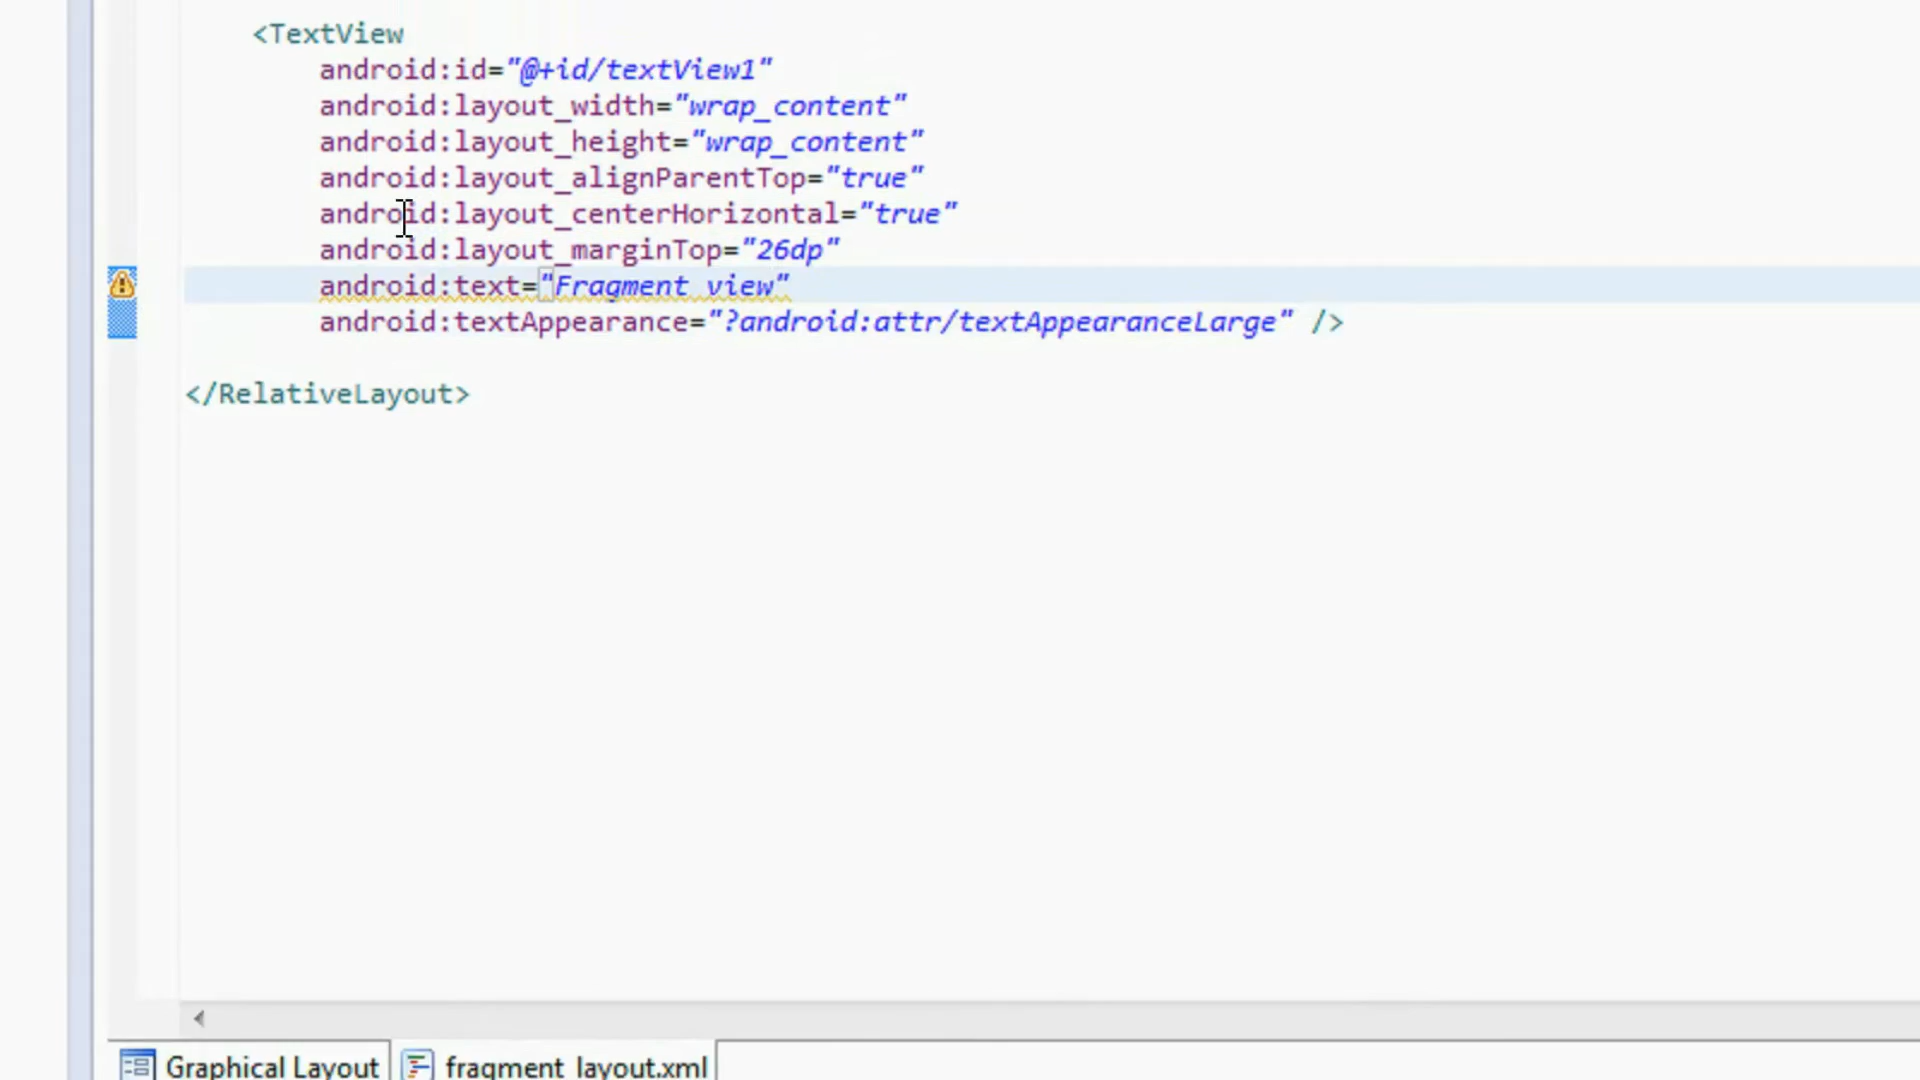 <TextView
android:id="@+id/textView1"
android:layout_width="wrap_content"
android:layout_height="wrap_content"
android:layout_alignParentTop="true"
android:layout_centerHorizontal="true"
android:layout_marginTop="26dp"
android:text="Fragment view"
android:textAppearance="?android:attr/textAppearanceLarge" />
</RelativeLayout>
Graphical Layout fragment_layout.xml